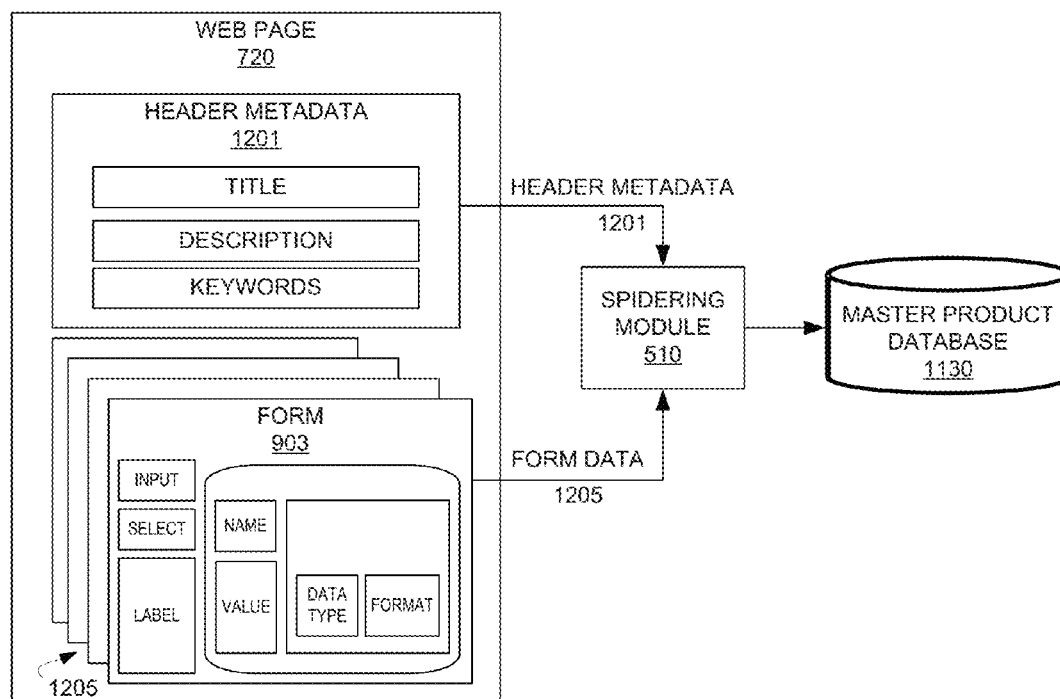 WEB PAGE
720
HEADER METADATA
1201
TITLE
DESCRIPTION
KEYWORDS
HEADER METADATA
1201
SPIDERING
MODULE
510
MASTER PRODUCT
DATABASE
1130
FORM
903
INPUT
SELECT
LABEL
NAME
VALUE
DATA
TYPE
FORMAT
FORM DATA
1205
1205